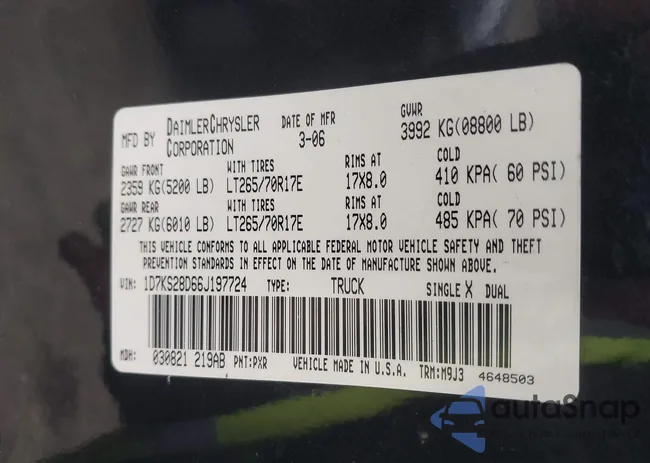 MFD BY DAIMLERCHRYSLER CORPORATION DATE OF MFR 3-06 GVWR 3992 KG(08800 LB)
GAWR FRONT WITH TIRES RIMS AT COLD
2359 KG(5200 LB) LT265/70R17E 17X8.0 410 KPA( 60 PSI)
GAWR REAR WITH TIRES RIMS AT COLD
2727 KG(6010 LB) LT265/70R17E 17X8.0 485 KPA( 70 PSI)
THIS VEHICLE CONFORMS TO ALL APPLICABLE FEDERAL MOTOR VEHICLE SAFETY AND THEFT
PREVENTION STANDARDS IN EFFECT ON THE DATE OF MANUFACTURE SHOWN ABOVE.
VIN: 1D7KS28D66J197724 TYPE: TRUCK SINGLE X DUAL
MDH: 030821 219AB PNT:PXR VEHICLE MADE IN U.S.A. TRM:M9J3 4648503
autoSnap